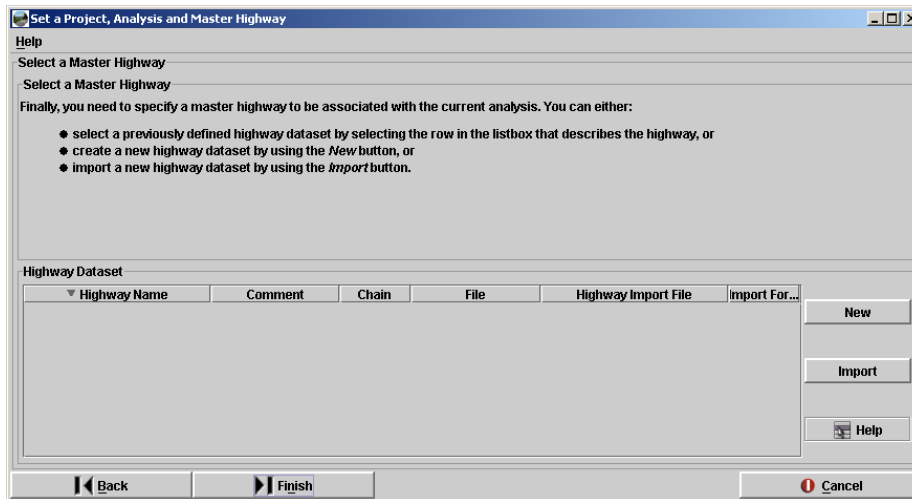 Set a Project, Analysis and Master Highway
Help
Select a Master Highway
Select a Master Highway
Finally, you need to specify a master highway to be associated with the current analysis. You can either:
select a previously defined highway dataset by selecting the row in the listbox that describes the highway, or
create a new highway dataset by using the New button, or
import a new highway dataset by using the Import button.
Highway Dataset
Highway Name Comment Chain File Highway Import File Import For...
New
Import
Help
Back Finish Cancel